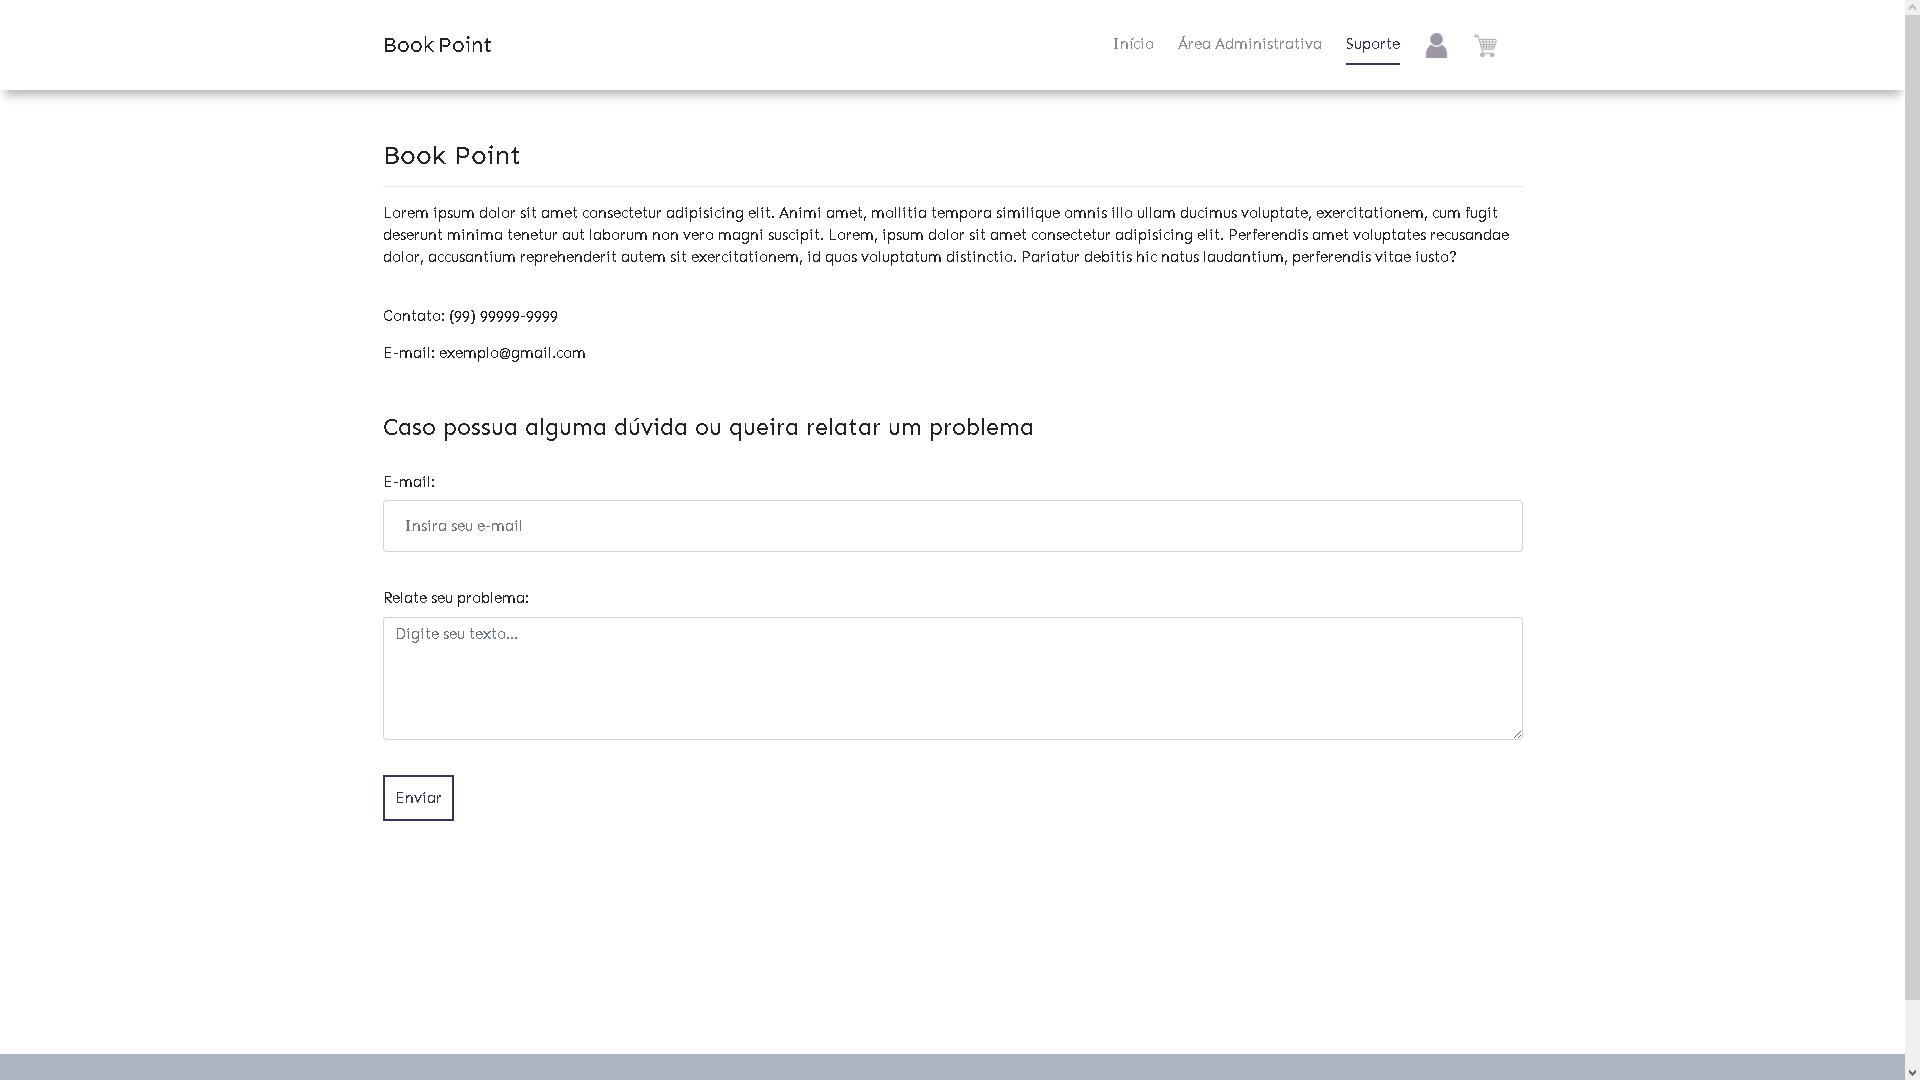 Book Point
Início Área Administrativa Suporte
Book Point
Lorem ipsum dolor sit amet consectetur adipisicing elit. Animi amet, mollitia tempora similique omnis illo ullam ducimus voluptate, exercitationem, cum fugit
deserunt minima tenetur aut laborum non vero magni suscipit. Lorem, ipsum dolor sit amet consectetur adipisicing elit. Perferendis amet voluptates recusandae
dolor, accusantium reprehenderit autem sit exercitationem, id quos voluptatum distinctio. Pariatur debitis hic natus laudantium, perferendis vitae iusto?
Contato: (99) 99999-9999
E-mail: exemplo@gmail.com
Caso possua alguma dúvida ou queira relatar um problema
E-mail:
Insira seu e-mail
Relate seu problema:
Digite seu texto...
Enviar